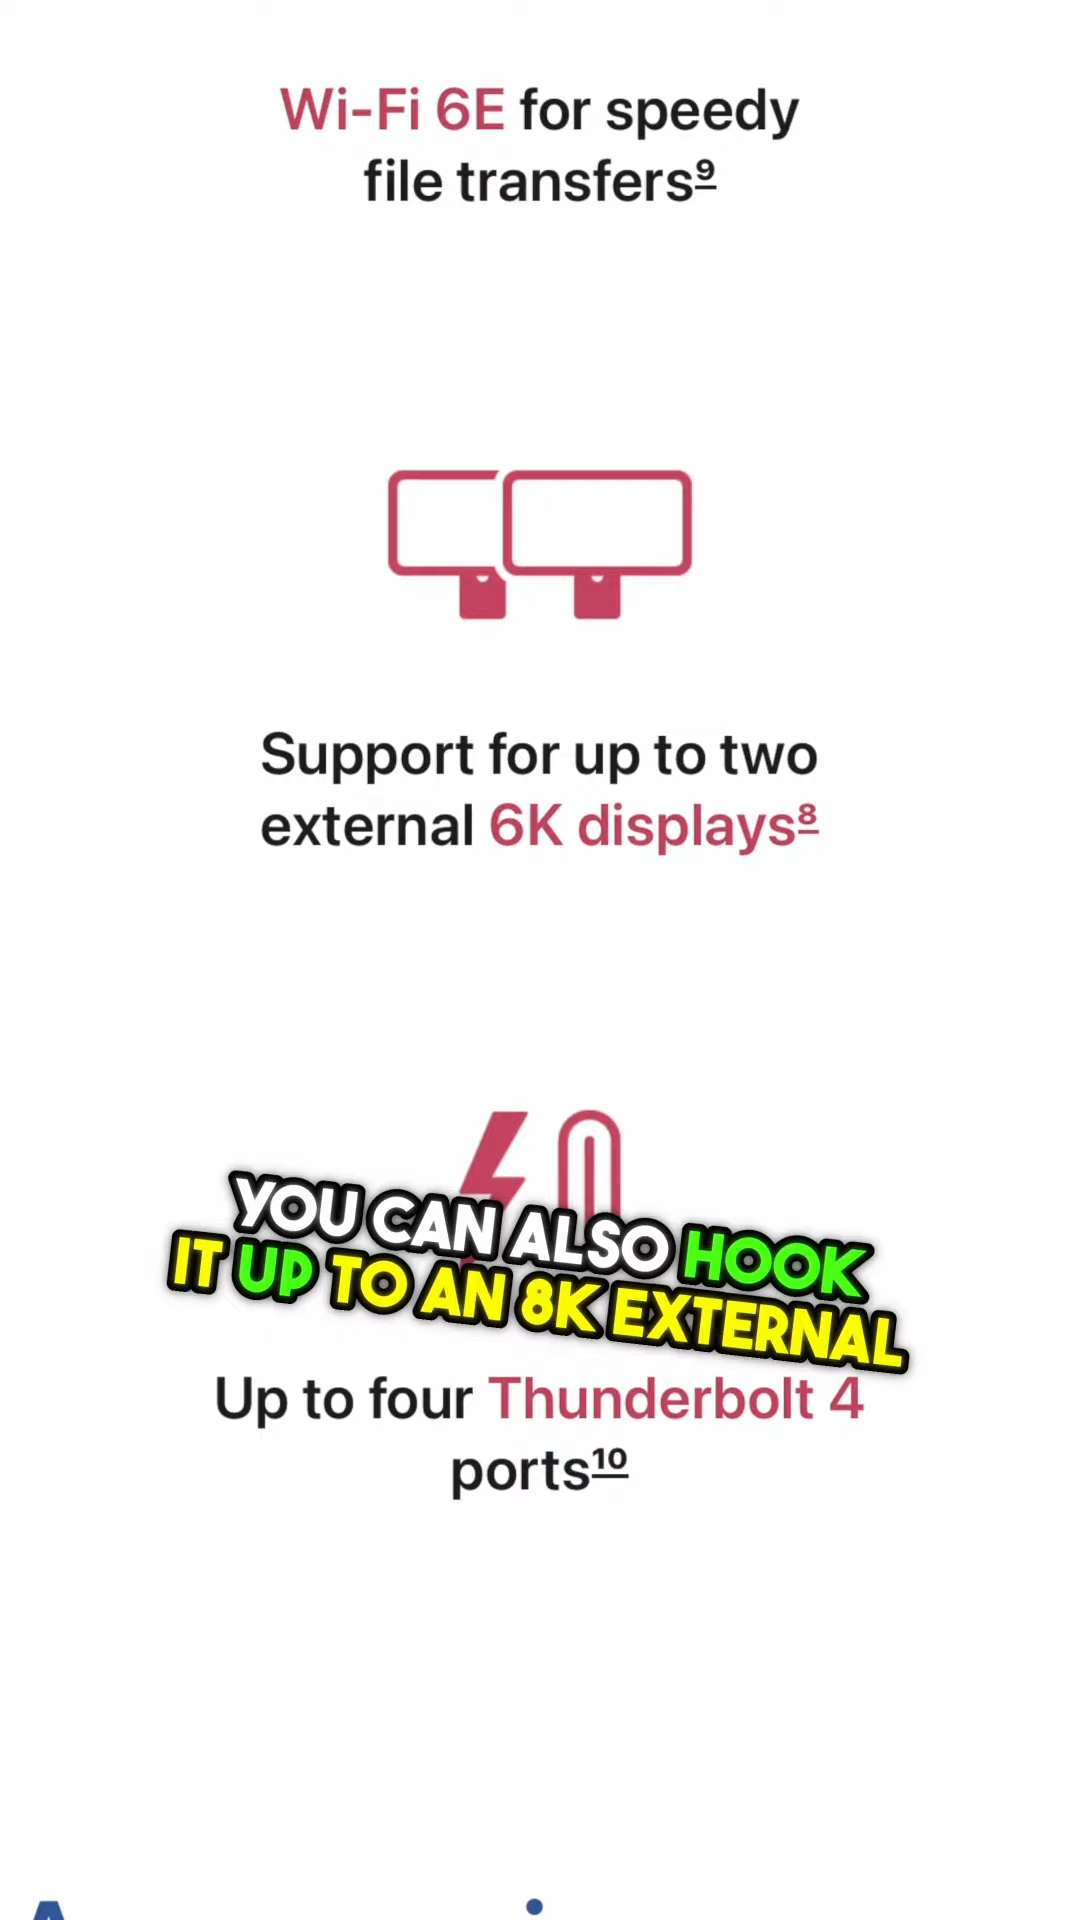 Wi-Fi 6E for speedy
file transfers⁹
Support for up to two
external 6K displays⁸
YOU CAN ALSO HOOK
IT UP TO AN 8K EXTERNAL
Up to four Thunderbolt 4
ports¹⁰